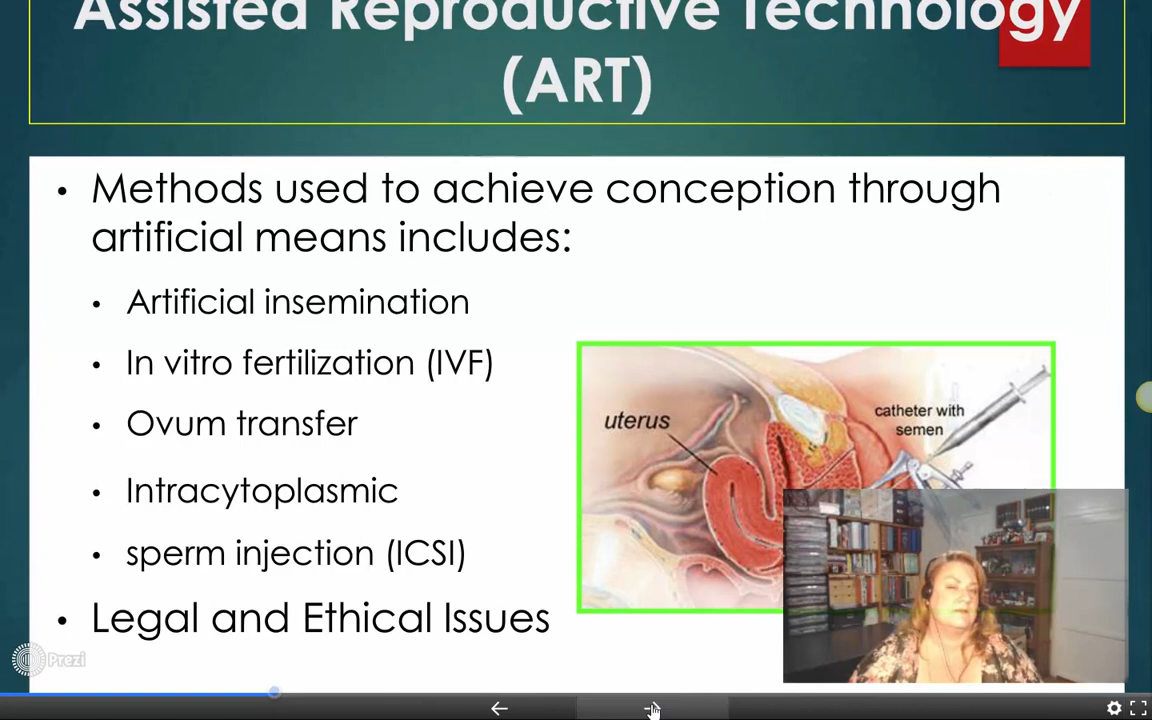 Assisted Reproductive Technology
(ART)
• Methods used to achieve conception through
artificial means includes:
• Artificial insemination
• In vitro fertilization (IVF)
• Ovum transfer
• Intracytoplasmic
• sperm injection (ICSI)
• Legal and Ethical Issues
uterus
catheter with
semen
Prezi